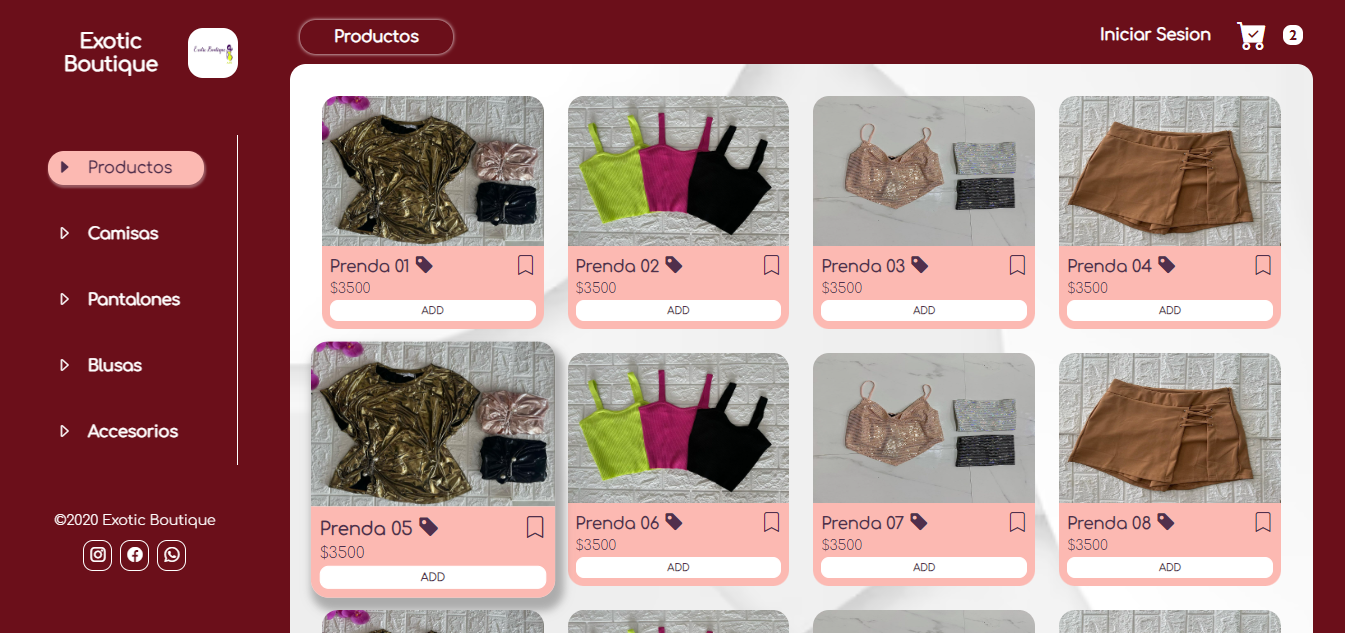 Exotic
Boutique
Exotic Boutique
Productos
Iniciar Sesion
2
Productos
Camisas
Pantalones
Blusas
Accesorios
©2020 Exotic Boutique
Prenda 01
$3500
ADD
Prenda 02
$3500
ADD
Prenda 03
$3500
ADD
Prenda 04
$3500
ADD
Prenda 05
$3500
ADD
Prenda 06
$3500
ADD
Prenda 07
$3500
ADD
Prenda 08
$3500
ADD